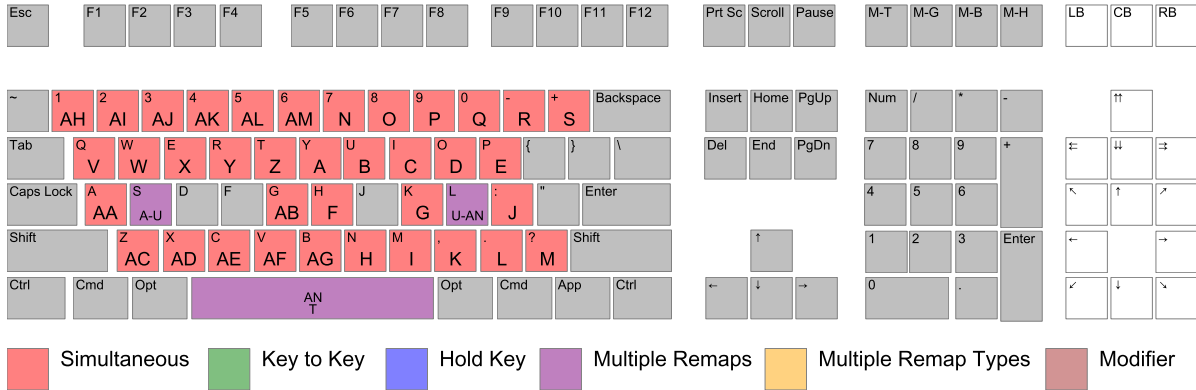 Esc F1 F2 F3 F4 F5 F6 F7 F8 F9 F10 F11 F12 Prt Sc Scroll Pause M-T M-G M-B M-H LB CB RB
~ 1 2 3 4 5 6 7 8 9 0 - + Backspace Insert Home PgUp Num / * - ⇈
AH AI AJ AK AL AM N O P Q R S
Tab Q W E R T Y U I O P { } \ Del End PgDn 7 8 9 + ⇇ ⇊ ⇉
V W X Y Z A B C D E
Caps Lock A S D F G H J K L : " Enter 4 5 6 ↖ ↑ ↗
AA A-U AB F G U-AN J
Shift Z X C V B N M , . ? Shift ↑ 1 2 3 Enter ← →
AC AD AE AF AG H I K L M
Ctrl Cmd Opt Opt Cmd App Ctrl ← ↓ → 0 . ↙ ↓ ↘
AN
T
Simultaneous Key to Key Hold Key Multiple Remaps Multiple Remap Types Modifier